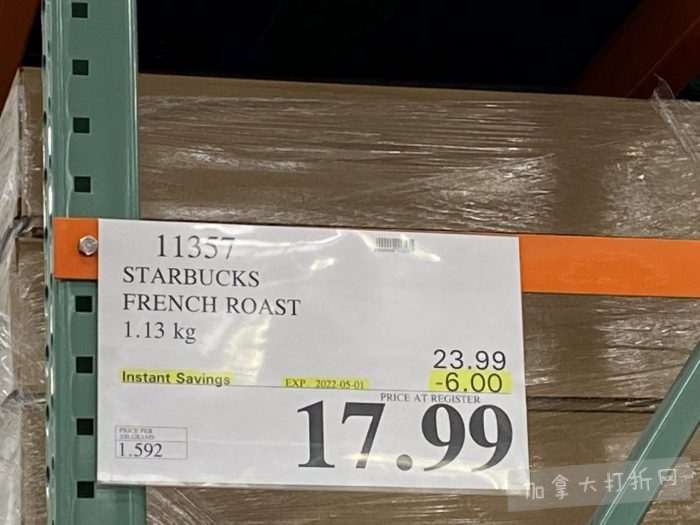 11357
STARBUCKS
FRENCH ROAST
1.13 kg
23.99
Instant Savings EXP. 2022-05-01 -6.00
PRICE AT REGISTER
17.99
PRICE PER
100 GRAMS
1.592
加拿大打折网